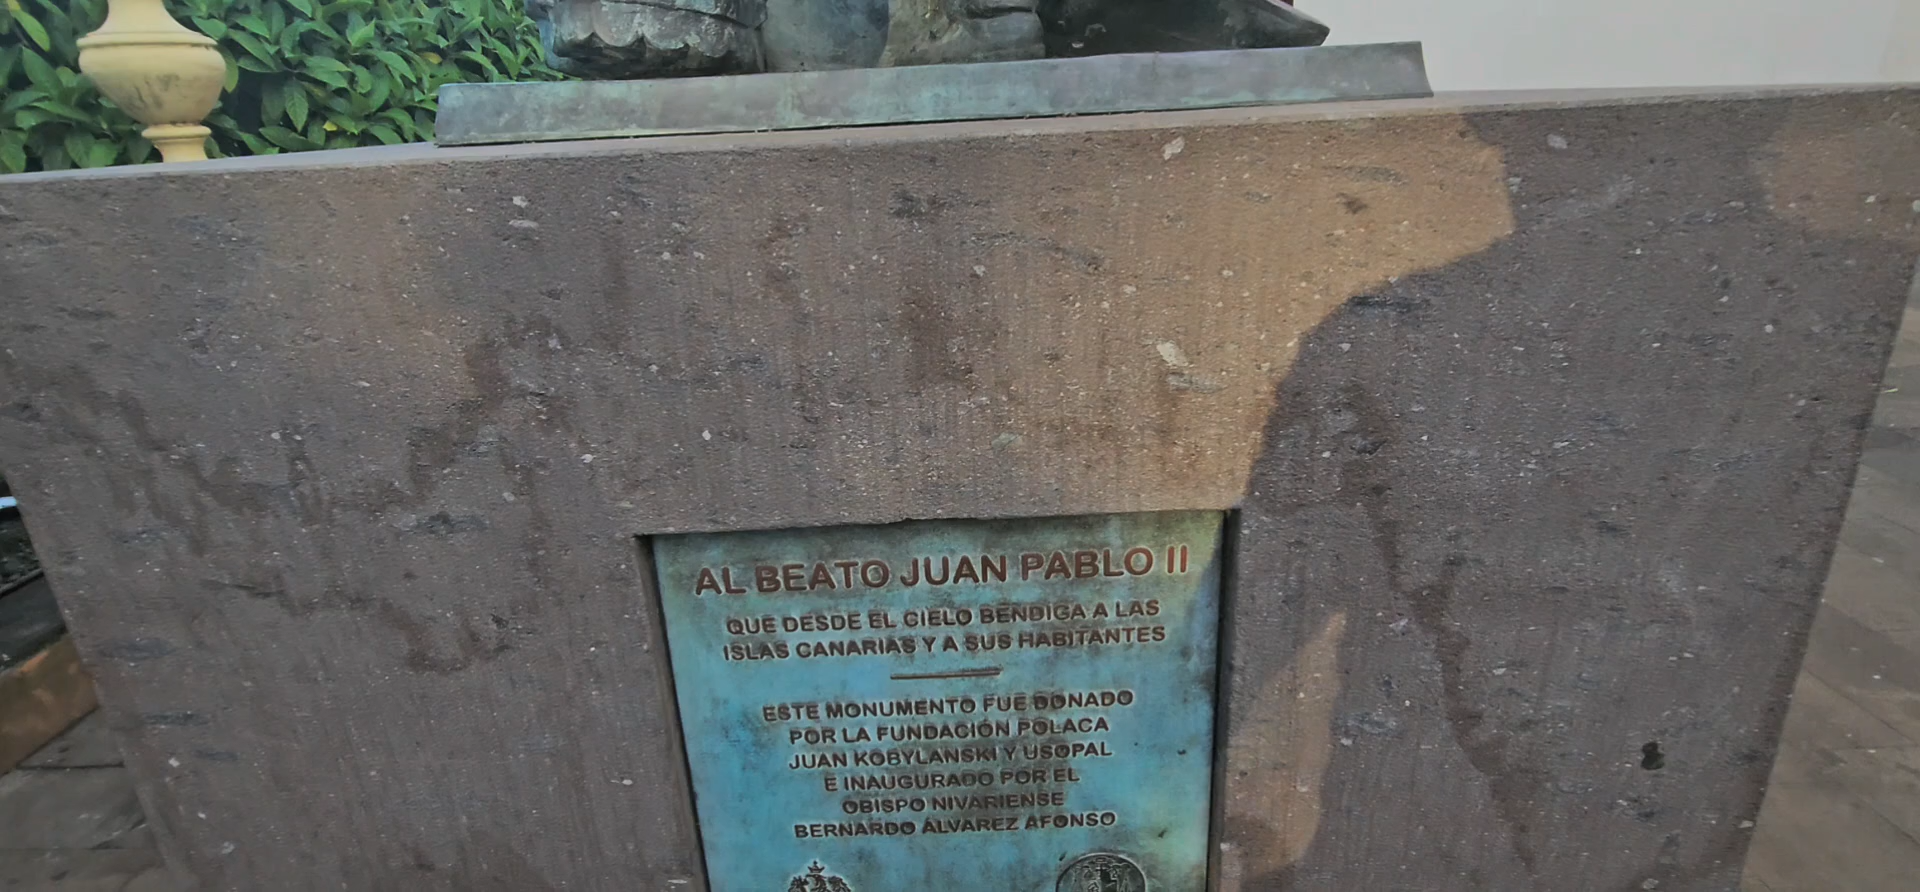 AL BEATO JUAN PABLO II
QUE DESDE EL CIELO BENDIGA A LAS
ISLAS CANARIAS Y A SUS HABITANTES
ESTE MONUMENTO FUE DONADO
POR LA FUNDACIÓN POLACA
JUAN KOBYLANSKI Y USOPAL
E INAUGURADO POR EL
OBISPO NIVARIENSE
BERNARDO ÁLVAREZ AFONSO